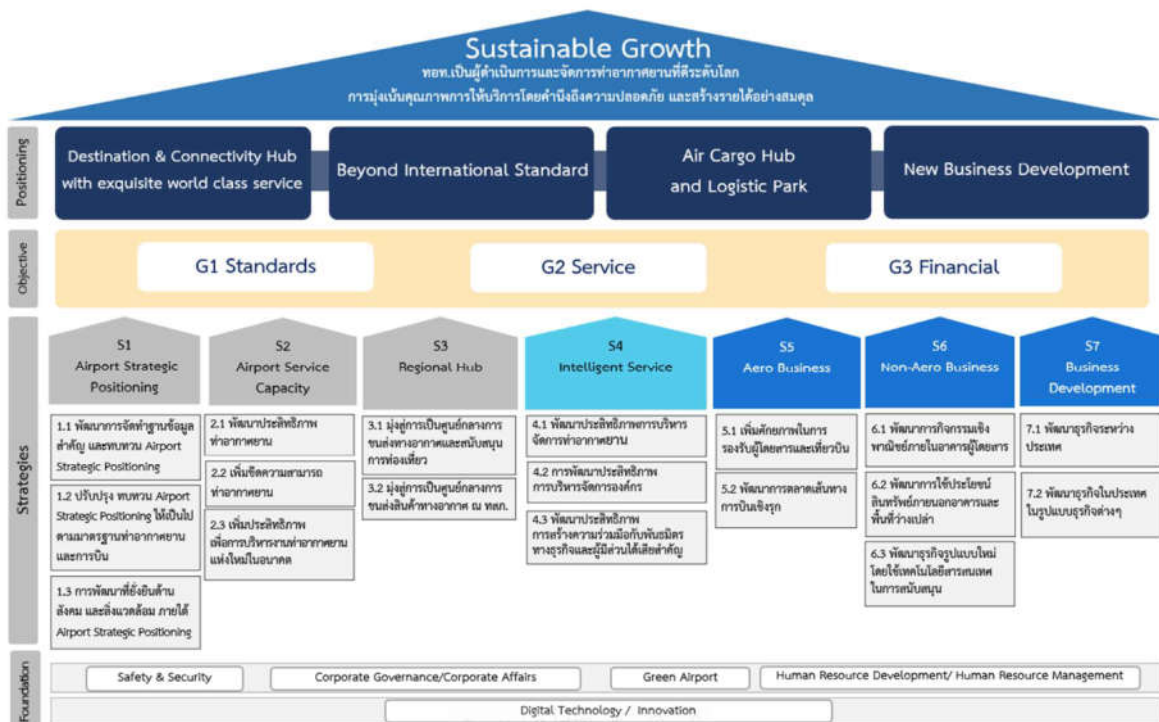 Sustainable Growth
ทอท.เป็นผู้ดำเนินการและจัดการท่าอากาศยานที่ดีระดับโลก
การมุ่งเน้นคุณภาพการให้บริการโดยคำนึงถึงความปลอดภัย และสร้างรายได้อย่างสมดุล
Positioning
Destination & Connectivity Hub
with exquisite world class service
Beyond International Standard
Air Cargo Hub
and Logistic Park
New Business Development
Objective
G1 Standards
G2 Service
G3 Financial
Strategies
S1
Airport Strategic
Positioning
1.1 พัฒนาการจัดทำฐานข้อมูล
สำคัญ และทบทวน Airport
Strategic Positioning
1.2 ปรับปรุง ทบทวน Airport
Strategic Positioning ให้เป็นไป
ตามมาตรฐานท่าอากาศยาน
และการบิน
1.3 การพัฒนาที่ยั่งยืนด้าน
สังคม และสิ่งแวดล้อม ภายใต้
Airport Strategic Positioning
S2
Airport Service
Capacity
2.1 พัฒนาประสิทธิภาพ
ท่าอากาศยาน
2.2 เพิ่มขีดความสามารถ
ท่าอากาศยาน
2.3 เพิ่มประสิทธิภาพ
เพื่อการบริหารงานท่าอากาศยาน
แห่งใหม่ในอนาคต
S3
Regional Hub
3.1 มุ่งสู่การเป็นศูนย์กลางการ
ขนส่งทางอากาศและสนับสนุน
การท่องเที่ยว
3.2 มุ่งสู่การเป็นศูนย์กลางการ
ขนส่งสินค้าทางอากาศ ณ ทสภ.
S4
Intelligent Service
4.1 พัฒนาประสิทธิภาพการบริหาร
จัดการท่าอากาศยาน
4.2 การพัฒนาประสิทธิภาพ
การบริหารจัดการองค์กร
4.3 พัฒนาประสิทธิภาพ
การสร้างความร่วมมือกับพันธมิตร
ทางธุรกิจและผู้มีส่วนได้เสียสำคัญ
S5
Aero Business
5.1 เพิ่มศักยภาพในการ
รองรับผู้โดยสารและเที่ยวบิน
5.2 พัฒนาการตลาดเส้นทาง
การบินเชิงรุก
S6
Non-Aero Business
6.1 พัฒนาการกิจกรรมเชิง
พาณิชย์ภายในอาคารผู้โดยสาร
6.2 พัฒนาการใช้ประโยชน์
สินทรัพย์ภายนอกอาคารและ
พื้นที่ว่างเปล่า
6.3 พัฒนาธุรกิจรูปแบบใหม่
โดยใช้เทคโนโลยีสารสนเทศ
ในการสนับสนุน
S7
Business
Development
7.1 พัฒนาธุรกิจระหว่าง
ประเทศ
7.2 พัฒนาธุรกิจในประเทศ
ในรูปแบบธุรกิจต่างๆ
Foundation
Safety & Security
Corporate Governance/Corporate Affairs
Green Airport
Human Resource Development/ Human Resource Management
Digital Technology / Innovation